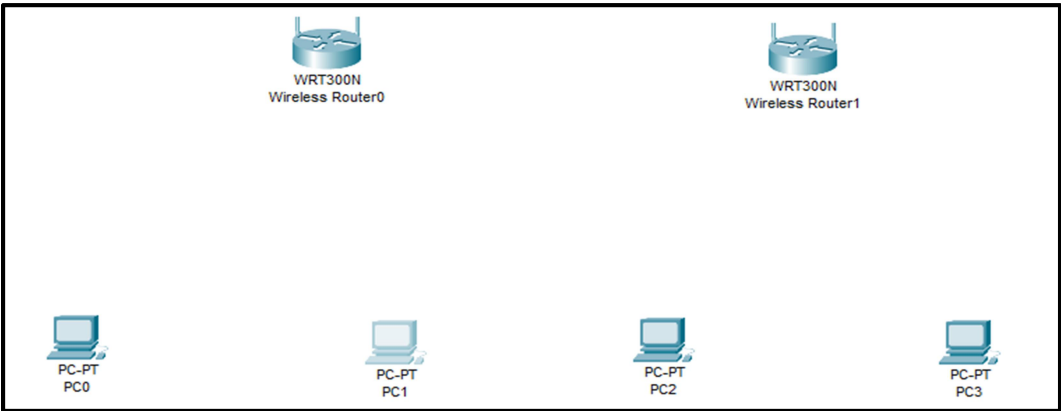 WRT300N
Wireless Router0
WRT300N
Wireless Router1
PC-PT
PC0
PC-PT
PC1
PC-PT
PC2
PC-PT
PC3